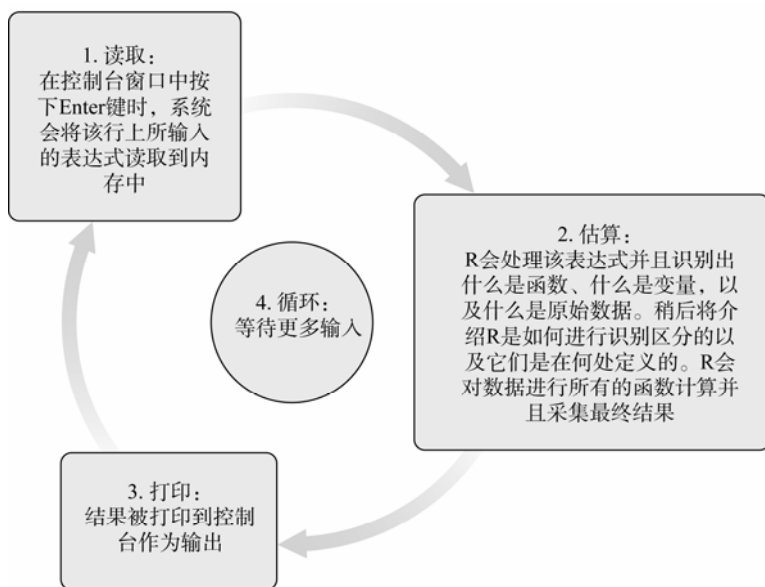 1. 读取：
在控制台窗口中按
下Enter键时，系统
会将该行上所输入
的表达式读取到内
存中
2. 估算：
R会处理该表达式并且识别出
什么是函数、什么是变量，以
及什么是原始数据。稍后将介
绍R是如何进行识别区分的以
及它们是在何处定义的。R会
对数据进行所有的函数计算并
且采集最终结果
3. 打印：
结果被打印到控制
台作为输出
4. 循环：
等待更多输入